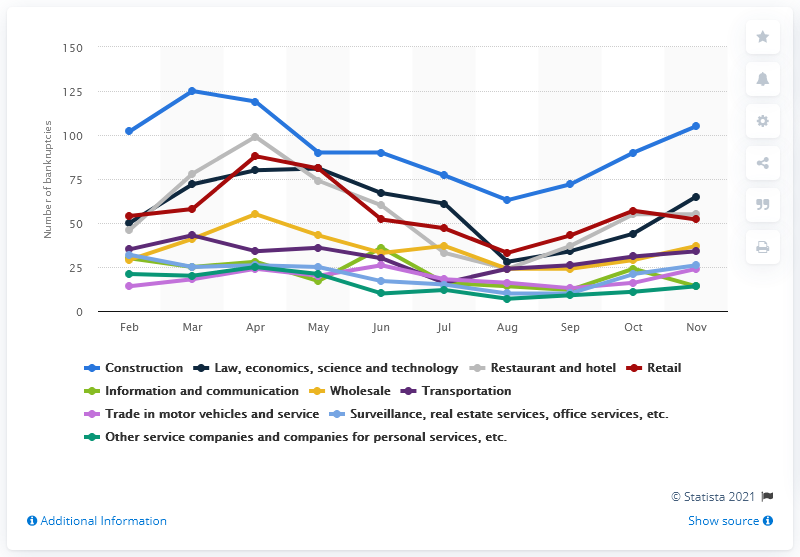 150
125
100
75
50
25
0
Number of bankruptcies
Feb Mar Apr May Jun Jul Aug Sep Oct Nov
Construction Law, economics, science and technology Restaurant and hotel Retail
Information and communication Wholesale Transportation
Trade in motor vehicles and service Surveillance, real estate services, office services, etc.
Other service companies and companies for personal services, etc.
© Statista 2021
Additional Information Show source